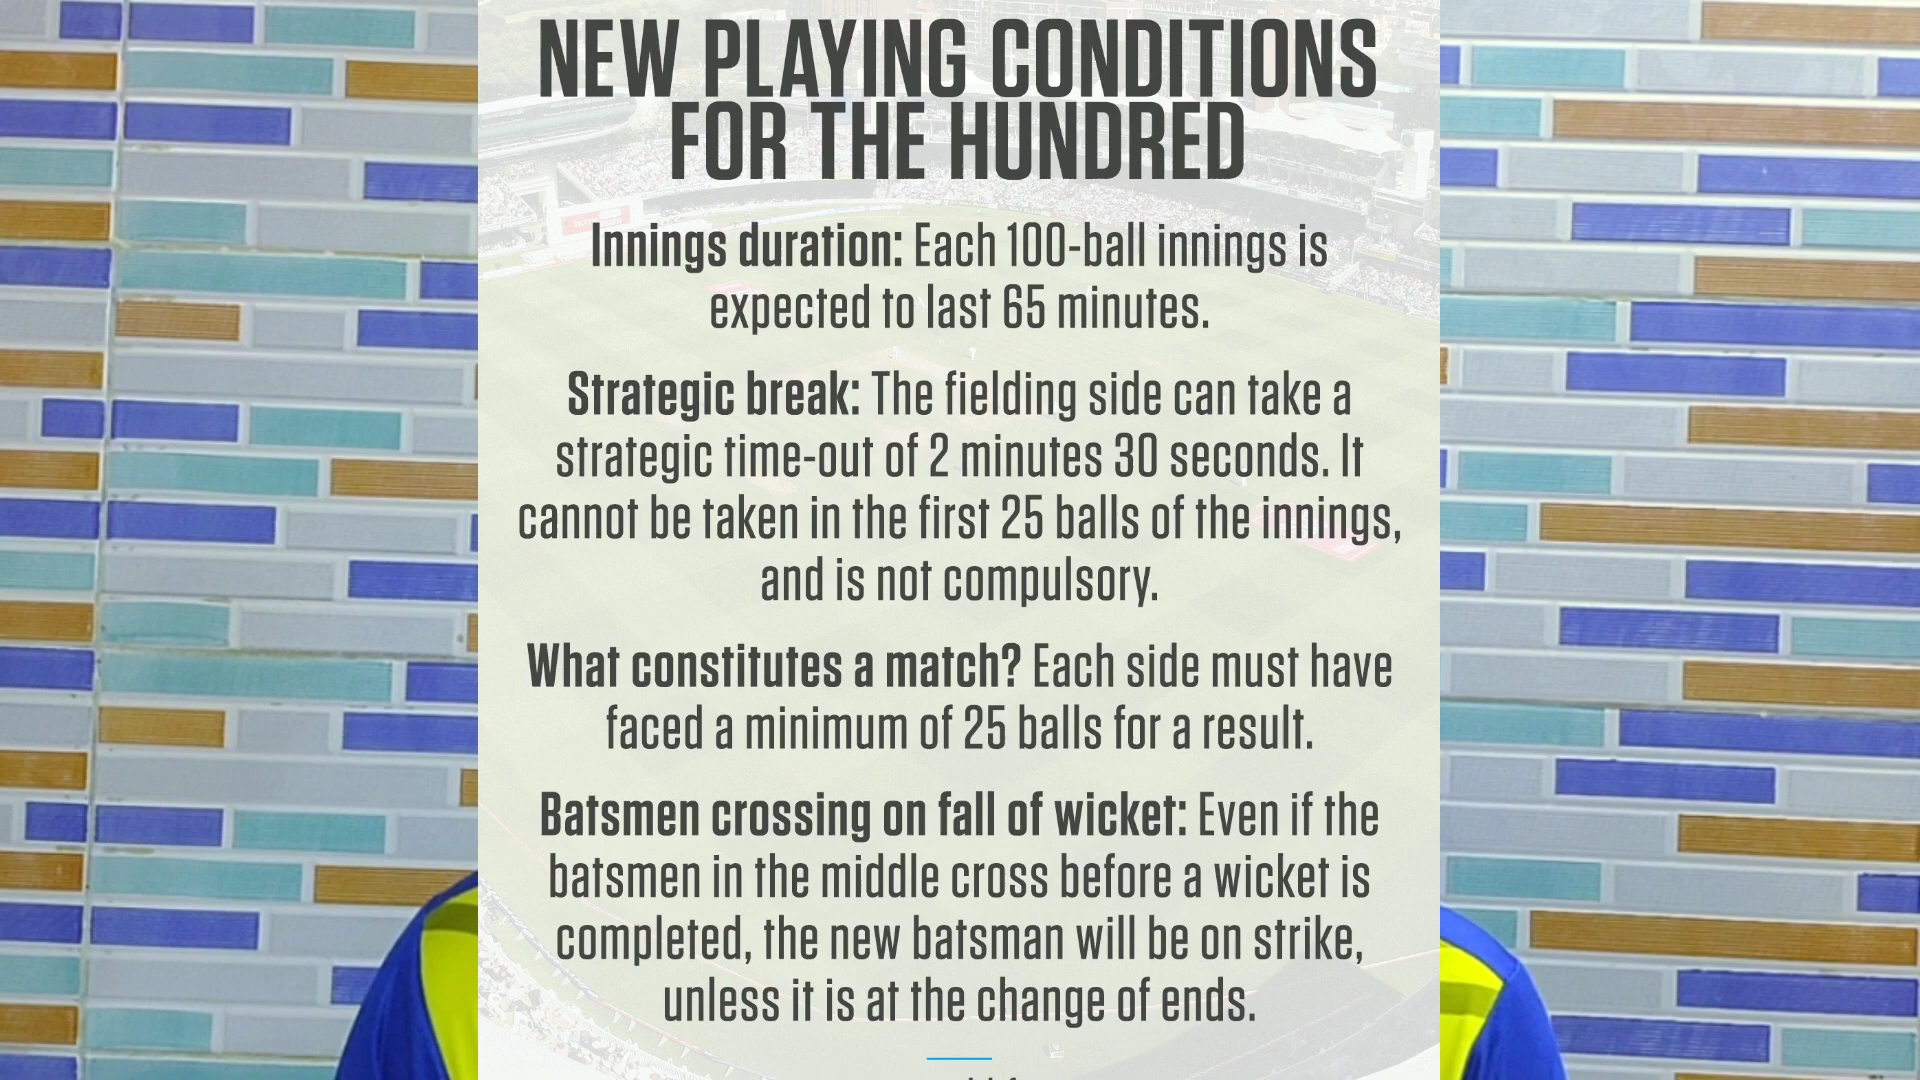 NEW PLAYING CONDITIONS
FOR THE HUNDRED
Innings duration: Each 100-ball innings is
expected to last 65 minutes.
Strategic break: The fielding side can take a
strategic time-out of 2 minutes 30 seconds. It
cannot be taken in the first 25 balls of the innings,
and is not compulsory.
What constitutes a match? Each side must have
faced a minimum of 25 balls for a result.
Batsmen crossing on fall of wicket: Even if the
batsmen in the middle cross before a wicket is
completed, the new batsman will be on strike,
unless it is at the change of ends.